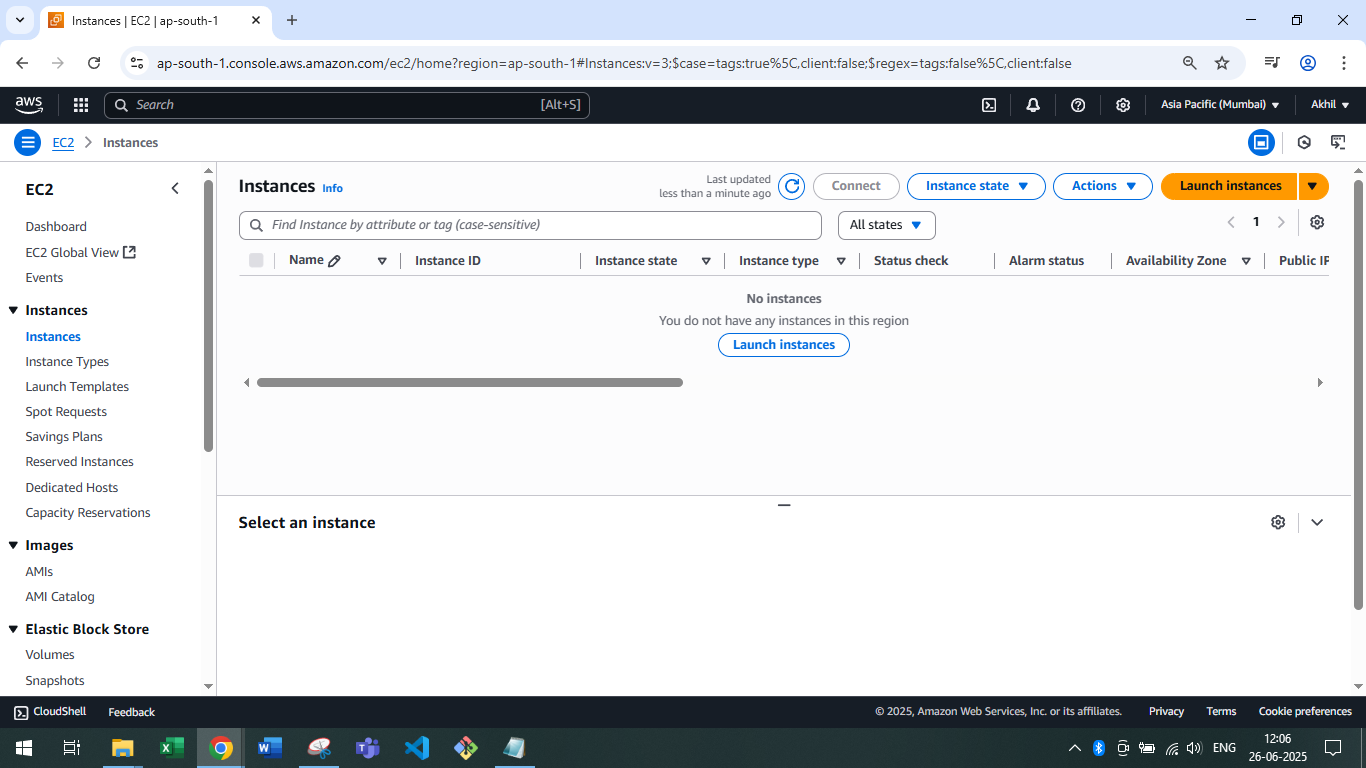 Instances | EC2 | ap-south-1
ap-south-1.console.aws.amazon.com/ec2/home?region=ap-south-1#Instances:v=3;$case=tags:true%5C,client:false;$regex=tags:false%5C,client:false
aws Search [Alt+S] Asia Pacific (Mumbai) Akhil
EC2 Instances
EC2
Dashboard
EC2 Global View
Events
Instances
Instances
Instance Types
Launch Templates
Spot Requests
Savings Plans
Reserved Instances
Dedicated Hosts
Capacity Reservations
Images
AMIs
AMI Catalog
Elastic Block Store
Volumes
Snapshots
Instances Info
Last updated
less than a minute ago
Connect Instance state Actions Launch instances
Find Instance by attribute or tag (case-sensitive) All states 1
Name Instance ID Instance state Instance type Status check Alarm status Availability Zone Public IP
No instances
You do not have any instances in this region
Launch instances
Select an instance
CloudShell Feedback © 2025, Amazon Web Services, Inc. or its affiliates. Privacy Terms Cookie preferences
ENG
12:06
26-06-2025